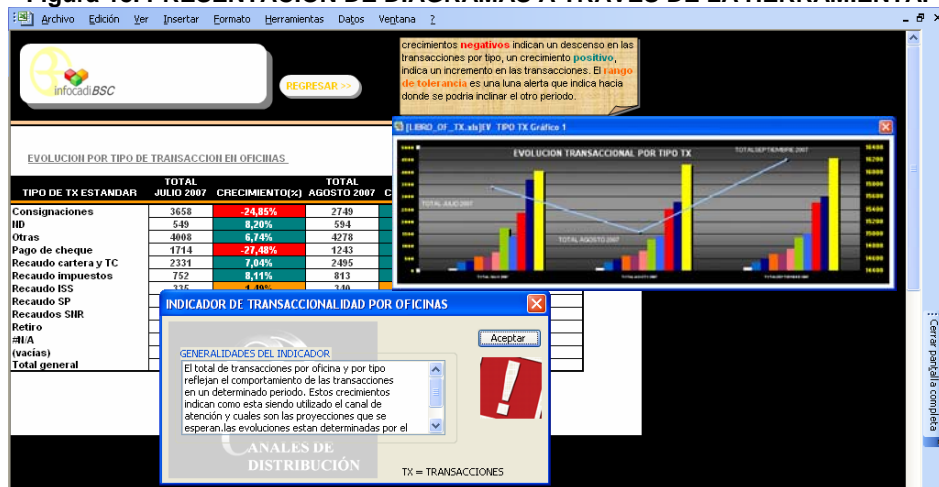 Figura 15. PRESENTACIÓN DE DIAGRAMAS A TRAVÉS DE LA HERRAMIENTA.
Archivo Edición Ver Insertar Formato Herramientas Datos Ventana ?
infocadiBSC
REGRESAR >>
crecimientos negativos indican un descenso en las
transacciones por tipo, un crecimiento positivo,
indica un incremento en las transacciones. El rango
de tolerancia es una luna alerta que indica hacia
donde se podria inclinar el otro periodo.
[LIBRO_OF_TX.xls]EV TIPO TX Gráfico 1
EVOLUCION TRANSACCIONAL POR TIPO TX
TOTAL SEPTIEMBRE 2007
TOTAL JULIO 2007
TOTAL AGOSTO 2007
EVOLUCION POR TIPO DE TRANSACCION EN OFICINAS
TIPO DE TX ESTANDAR TOTAL JULIO 2007 CRECIMIENTO(%) TOTAL AGOSTO 2007 C
Consignaciones 3658 -24,85% 2749
ND 549 8,20% 594
Otras 4008 6,74% 4278
Pago de cheque 1714 -27,48% 1243
Recaudo cartera y TC 2331 7,04% 2495
Recaudo impuestos 752 8,11% 813
Recaudo ISS 335 1,49% 340
Recaudo SP
Recaudos SNR
Retiro
#N/A
(vacías)
Total general
INDICADOR DE TRANSACCIONALIDAD POR OFICINAS
Aceptar
GENERALIDADES DEL INDICADOR
El total de transacciones por oficina y por tipo
reflejan el comportamiento de las transacciones
en un determinado periodo. Estos crecimientos
indican como esta siendo utilizado el canal de
atención y cuales son las proyecciones que se
esperan.las evoluciones estan determinadas por el
CANALES DE
DISTRIBUCIÓN
TX = TRANSACCIONES
Cerrar pantalla completa